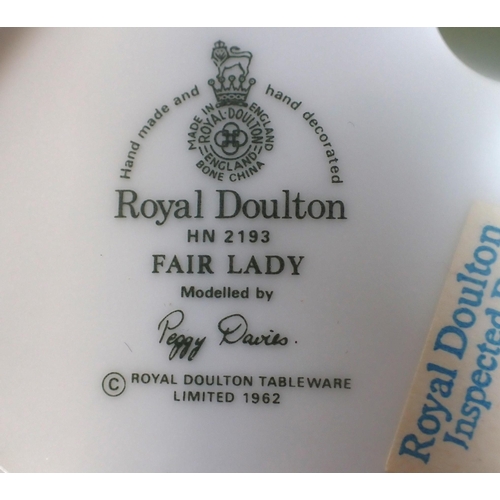 Hand made and hand decorated
MADE IN ENGLAND
ROYAL·DOULTON
ENGLAND
BONE CHINA
Royal Doulton
HN 2193
FAIR LADY
Modelled by
Peggy Davies.
© ROYAL DOULTON TABLEWARE
LIMITED 1962
Royal Doulton
Inspected